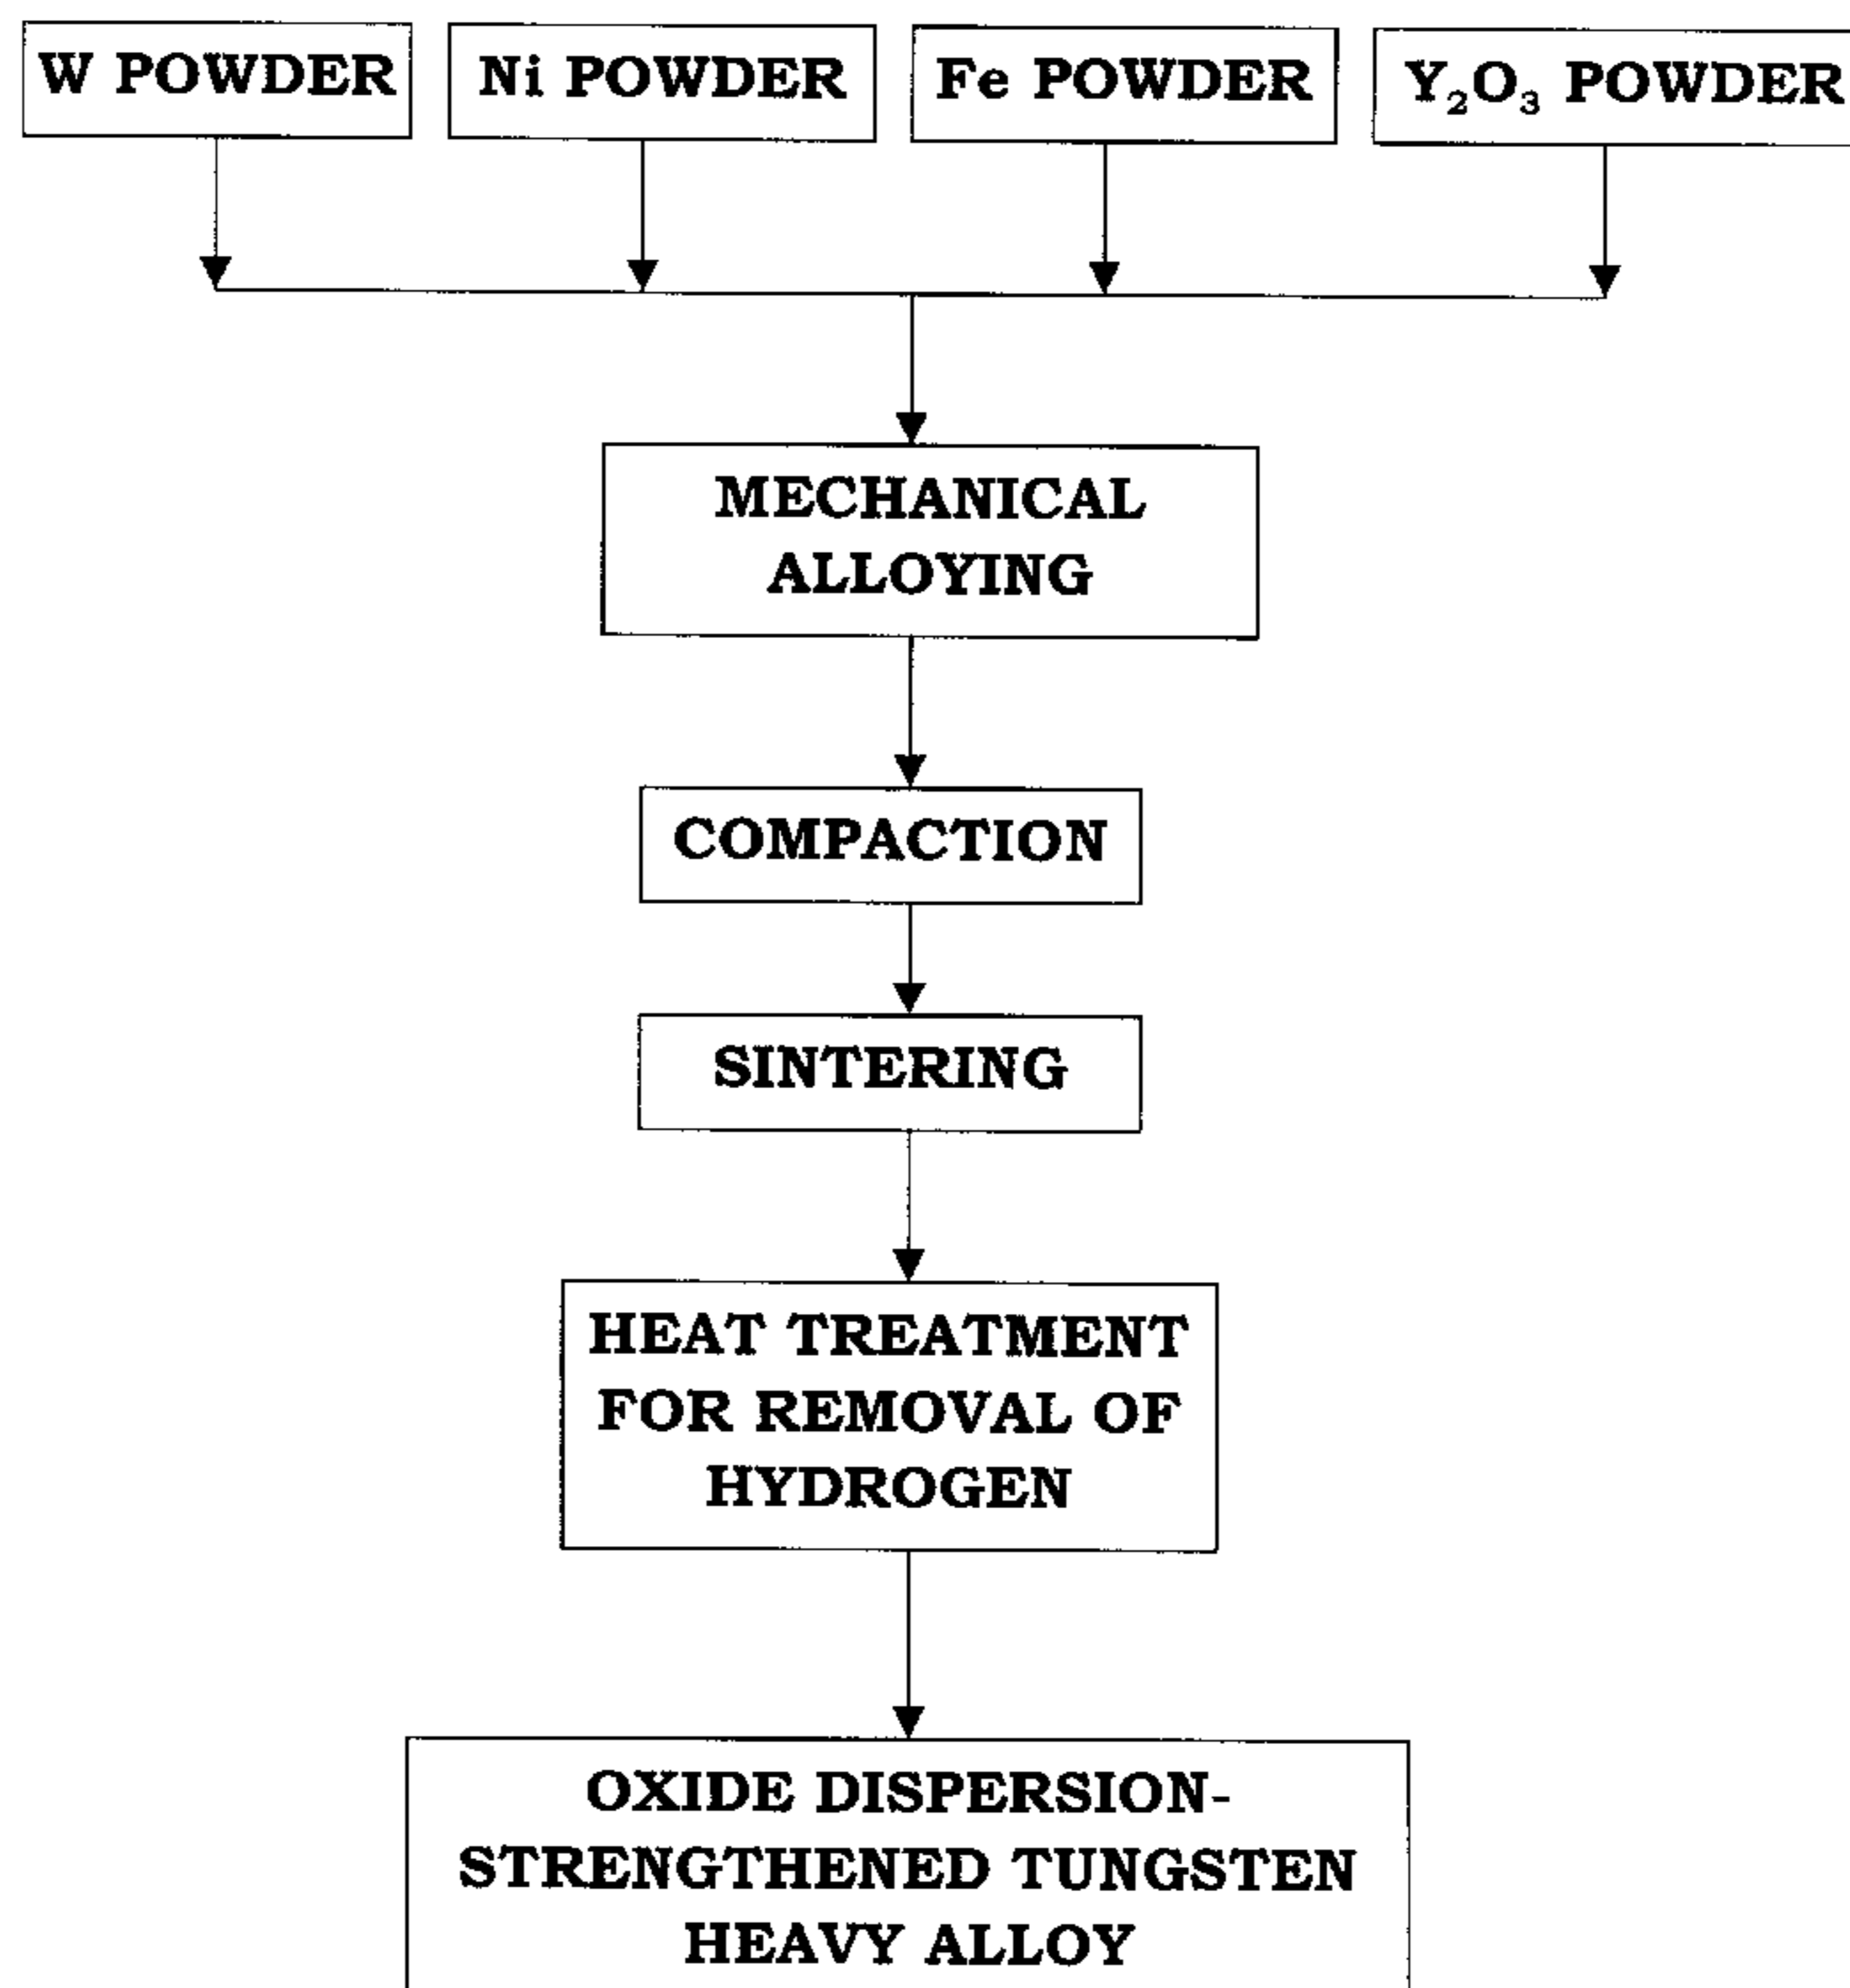 W POWDER
Ni POWDER
Fe POWDER
Y₂O₃ POWDER
MECHANICAL
ALLOYING
COMPACTION
SINTERING
HEAT TREATMENT
FOR REMOVAL OF
HYDROGEN
OXIDE DISPERSION-
STRENGTHENED TUNGSTEN
HEAVY ALLOY